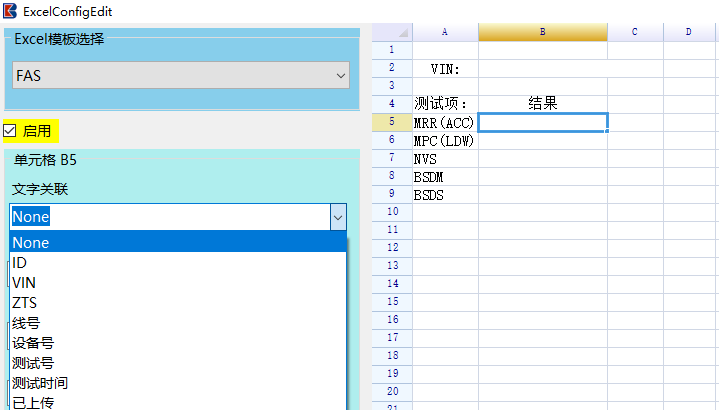 ExcelConfigEdit
Excel模板选择
FAS
启用
单元格 B5
文字关联
None
None
ID
VIN
ZTS
线号
设备号
测试号
测试时间
已上传
A B C D
1
2 VIN:
3
4 测试项: 结果
5 MRR(ACC)
6 MPC(LDW)
7 NVS
8 BSDM
9 BSDS
10
11
12
13
14
15
16
17
18
19
20
21